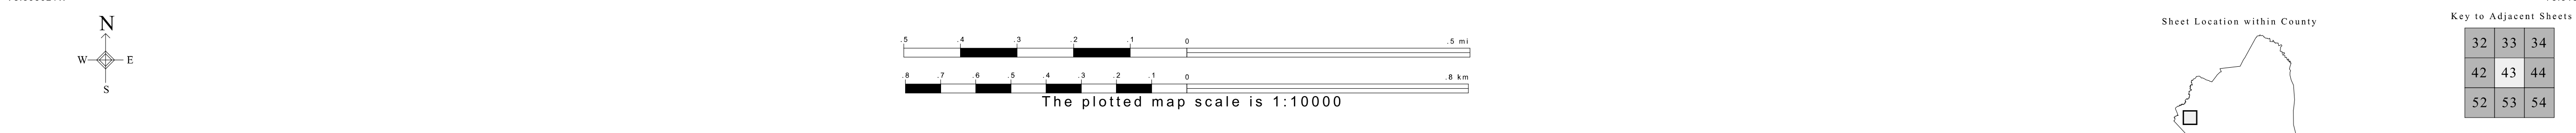 N
W E
S
.5 .4 .3 .2 .1 0 .5 mi
.8 .7 .6 .5 .4 .3 .2 .1 0 .8 km
The plotted map scale is 1:10000
Sheet Location within County
Key to Adjacent Sheets
32 33 34
42 43 44
52 53 54